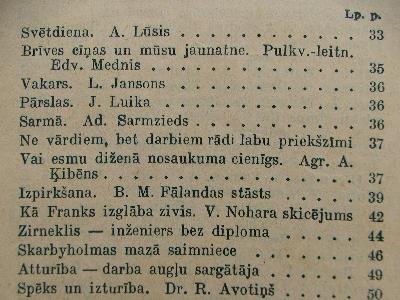 Lp. p.
Svētdiena. A. Lūsis . . . . . . . . 33
Brīves cīņas un mūsu jaunatne. Pulkv.-leitn.
Edv. Mednis . . . . . . . . . . 35
Vakars. L. Jansons . . . . . . . . 36
Pārslas. J. Luika . . . . . . . . . 36
Sarmā. Ad. Sarmzieds . . . . . . . 36
Ne vārdiem, bet darbiem rādi labu priekšzīmi 37
Vai esmu diženā nosaukuma cienīgs. Agr. A.
Ķibēns . . . . . . . . . . . 37
Izpirkšana. B. M. Fālandas stāsts . . . 39
Kā Franks izglāba zivis. V. Nohara skicējums 42
Zirneklis — inženiers bez diploma . . . 44
Skarbyholmas mazā saimniece . . . . . 46
Atturība — darba augļu sargātāja . . . . 49
Spēks un izturība. Dr. R. Avotiņš . . . 50